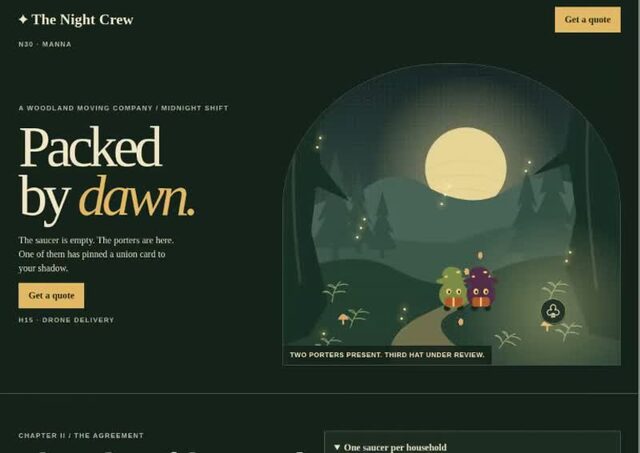 ✦ The Night Crew
Get a quote
N30 · MANNA
A WOODLAND MOVING COMPANY / MIDNIGHT SHIFT
Packed
by dawn.
The saucer is empty. The porters are here.
One of them has pinned a union card to
your shadow.
Get a quote
H15 · DRONE DELIVERY
TWO PORTERS PRESENT. THIRD HAT UNDER REVIEW.
CHAPTER II / THE AGREEMENT
▼ One saucer per household